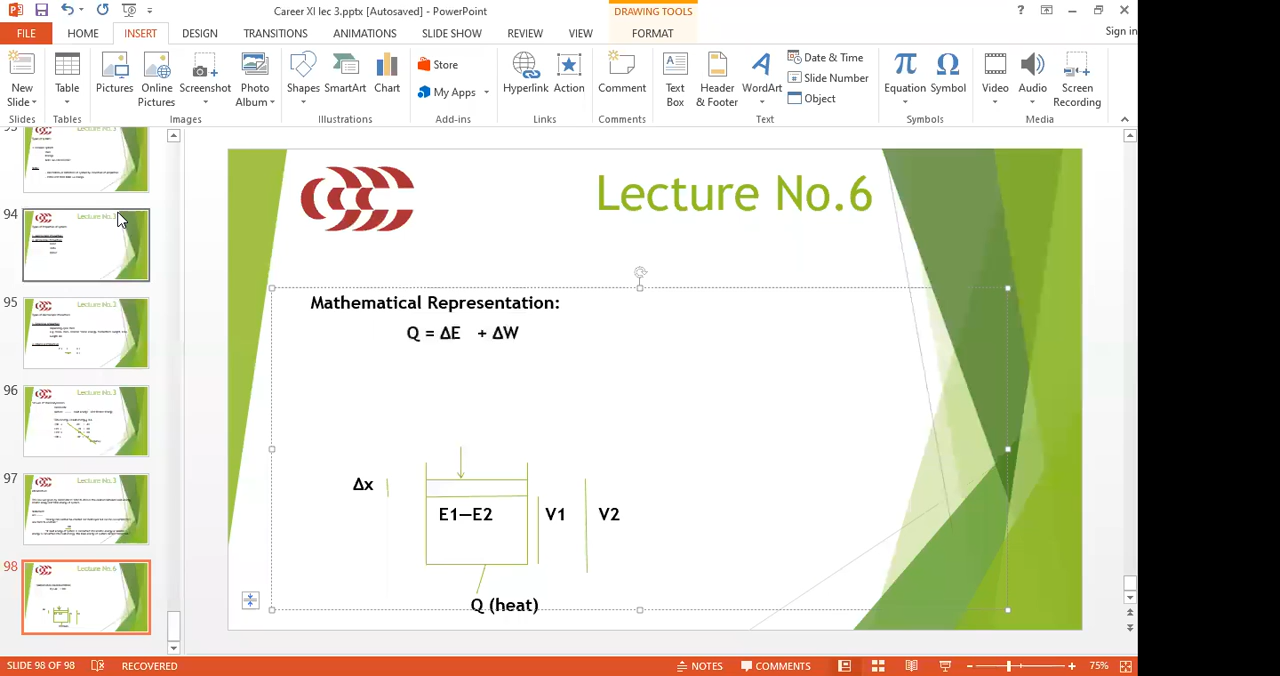 Career XI lec 3.pptx [Autosaved] - PowerPoint
DRAWING TOOLS
?
Sign in
FILE HOME INSERT DESIGN TRANSITIONS ANIMATIONS SLIDE SHOW REVIEW VIEW FORMAT
New Slide
Table
Pictures
Online Pictures
Screenshot
Photo Album
Shapes
SmartArt
Chart
Store
My Apps
Hyperlink
Action
Comment
Text Box
Header & Footer
WordArt
Date & Time
Slide Number
Object
Equation
Symbol
Video
Audio
Screen Recording
Slides Tables Images Illustrations Add-ins Links Comments Text Symbols Media
94
95
96
97
98
Lecture No.6
Mathematical Representation:
Q = ΔE + ΔW
Δx
E1—E2
V1
V2
Q (heat)
SLIDE 98 OF 98 RECOVERED NOTES COMMENTS 75%